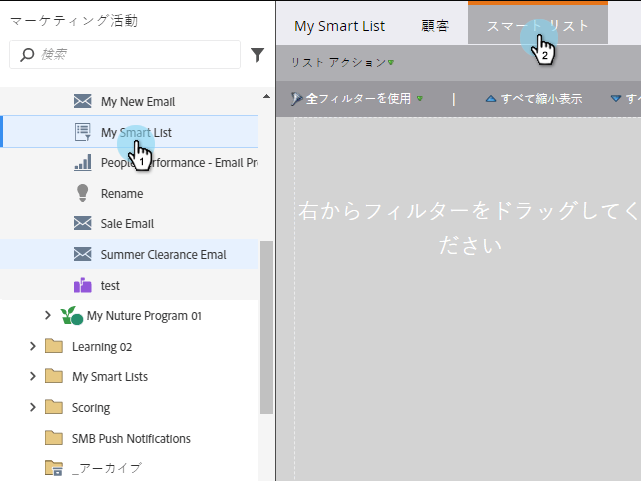 マーケティング活動
検索
My New Email
My Smart List
1
People Performance - Email Pr
Rename
Sale Email
Summer Clearance Emal
test
My Nuture Program 01
Learning 02
My Smart Lists
Scoring
SMB Push Notifications
_アーカイブ
My Smart List 顧客 スマート リスト
2
リスト アクション
全フィルターを使用 | すべて縮小表示 すべ
右からフィルターをドラッグしてく
ださい